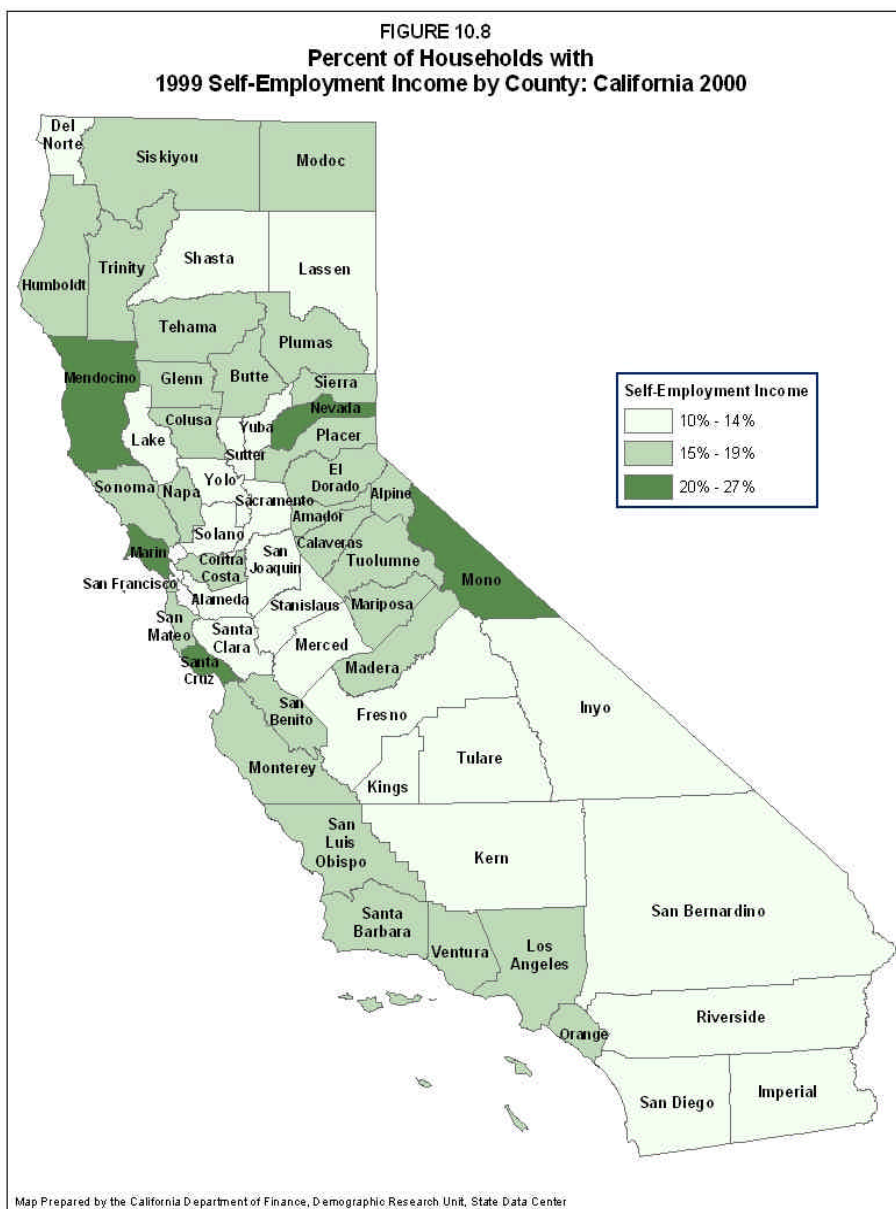 FIGURE 10.8
Percent of Households with
1999 Self-Employment Income by County: California 2000
Del
Norte
Siskiyou
Modoc
Shasta
Lassen
Trinity
Humboldt
Tehama
Plumas
Mendocino
Glenn
Butte
Sierra
Nevada
Colusa
Yuba
Placer
Lake
Sutter
El
Dorado
Yolo
Sonoma
Napa
Sacramento
Alpine
Amador
Solano
Calaveras
Marin
Contra
Costa
San
Joaquin
Tuolumne
Mono
San Francisco
Alameda
Stanislaus
Mariposa
San
Mateo
Santa
Clara
Merced
Santa
Cruz
Madera
San
Benito
Fresno
Inyo
Monterey
Kings
Tulare
San
Luis
Obispo
Kern
San Bernardino
Santa
Barbara
Ventura
Los
Angeles
Orange
Riverside
San Diego
Imperial
Self-Employment Income
10% - 14%
15% - 19%
20% - 27%
Map Prepared by the California Department of Finance, Demographic Research Unit, State Data Center